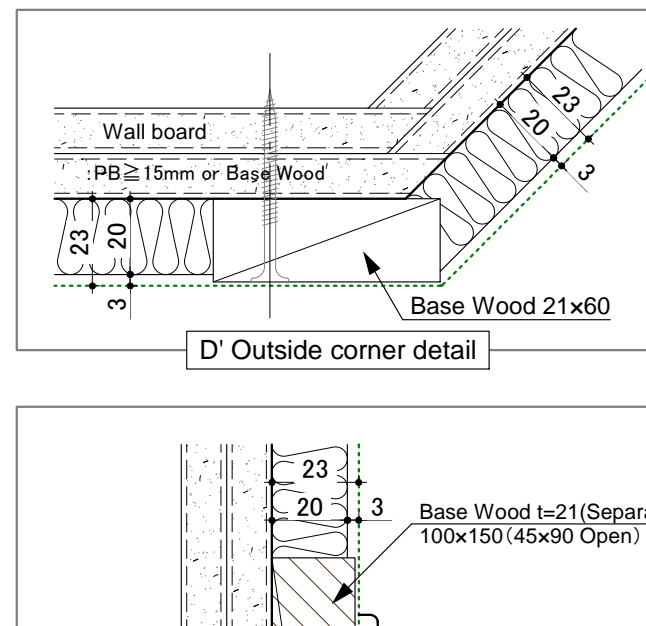 Wall board
:PB≧15mm or Base Wood
23
20
3
23
20
3
Base Wood 21×60
D' Outside corner detail
23
20
3
Base Wood t=21(Separa
100×150(45×90 Open)